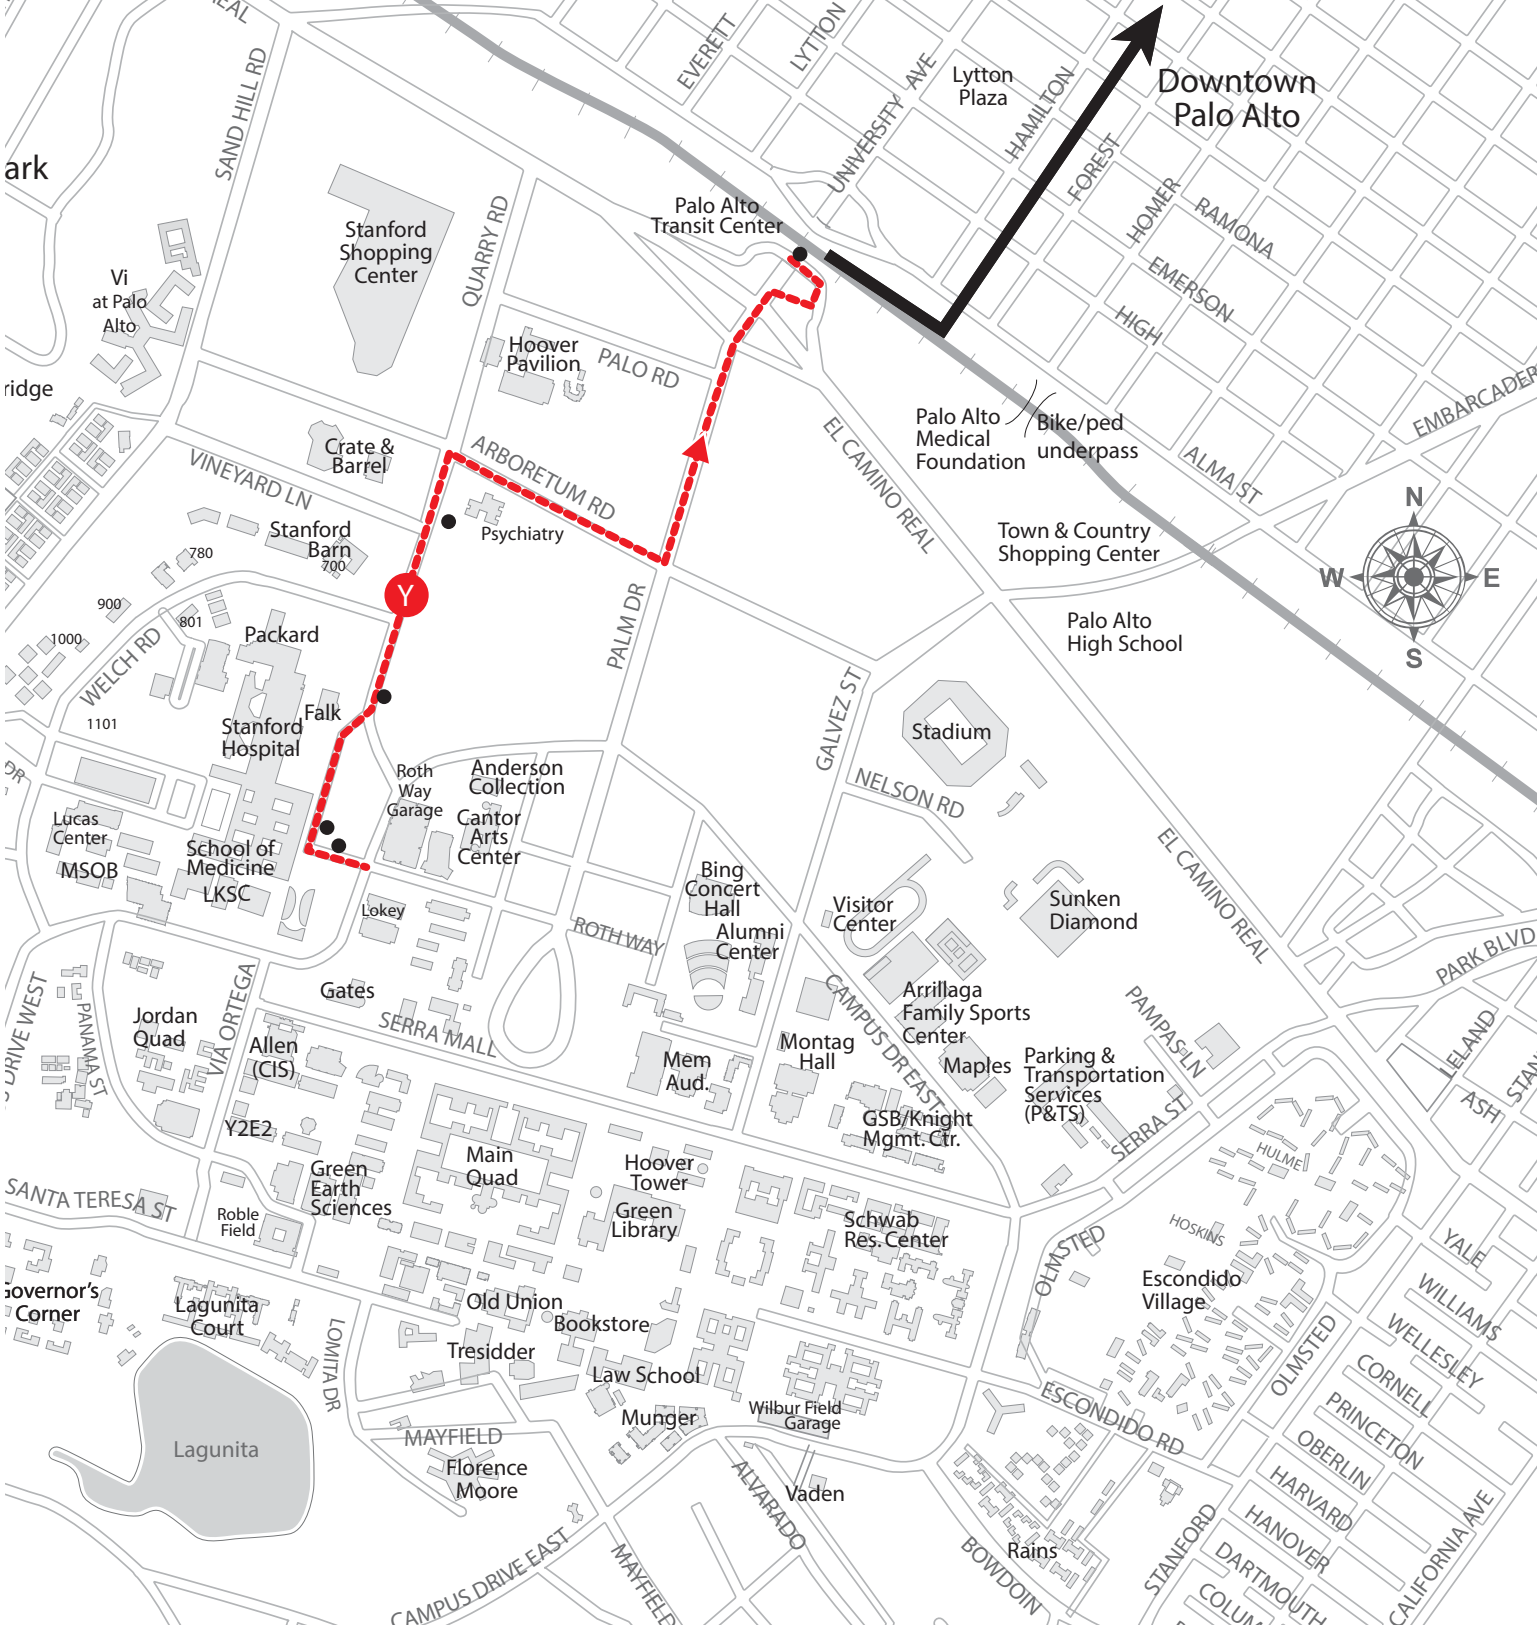 EAL
SAND HILL RD
EVERETT
LYTTON
UNIVERSITY AVE
Lytton
Plaza
HAMILTON
Downtown
Palo Alto
FOREST
HOMER
RAMONA
EMERSON
HIGH
ark
Stanford
Shopping
Center
QUARRY RD
Palo Alto
Transit Center
Vi
at Palo
Alto
ridge
Hoover
Pavilion
PALO RD
EMBARCADER
Palo Alto
Medical
Foundation
Bike/ped
underpass
ALMA ST
EL CAMINO REAL
Crate &
Barrel
ARBORETUM RD
VINEYARD LN
Stanford
Barn
700
Psychiatry
Town & Country
Shopping Center
N
W
E
S
780
900
801
1000
WELCH RD
1101
Packard
Y
PALM DR
Palo Alto
High School
Falk
Stanford
Hospital
GALVEZ ST
Stadium
DR
Roth
Way
Garage
Anderson
Collection
Cantor
Arts
Center
NELSON RD
Lucas
Center
MSOB
School of
Medicine
LKSC
EL CAMINO REAL
Bing
Concert
Hall
Alumni
Center
Visitor
Center
Sunken
Diamond
Lokey
ROTH WAY
PARK BLVD
DRIVE WEST
PANAMA ST
Jordan
Quad
VIA ORTEGA
Gates
SERRA MALL
Allen
(CIS)
CAMPUS DR EAST
Arrillaga
Family Sports
Center
PAMPAS LN
Montag
Hall
Mem
Aud.
Maples
Parking &
Transportation
Services
(P&TS)
LELAND
STAN
ASH
GSB/Knight
Mgmt. Ctr.
SERRA ST
HULME
Y2E2
Main
Quad
Green
Earth
Sciences
Hoover
Tower
Green
Library
SANTA TERESA ST
Roble
Field
Schwab
Res. Center
HOSKINS
OLMSTED
YALE
Governor's
Corner
Lagunita
Court
Escondido
Village
WILLIAMS
Old Union
Bookstore
LOMITA DR
Tresidder
Law School
OLMSTED
WELLESLEY
CORNELL
ESCONDIDO RD
PRINCETON
Munger
Wilbur Field
Garage
Lagunita
MAYFIELD
OBERLIN
Florence
Moore
ALVARADO
Vaden
HARVARD
HANOVER
CALIFORNIA AVE
STANFORD
DARTMOUTH
Rains
BOWDOIN
CAMPUS DRIVE EAST
MAYFIELD
COLUM